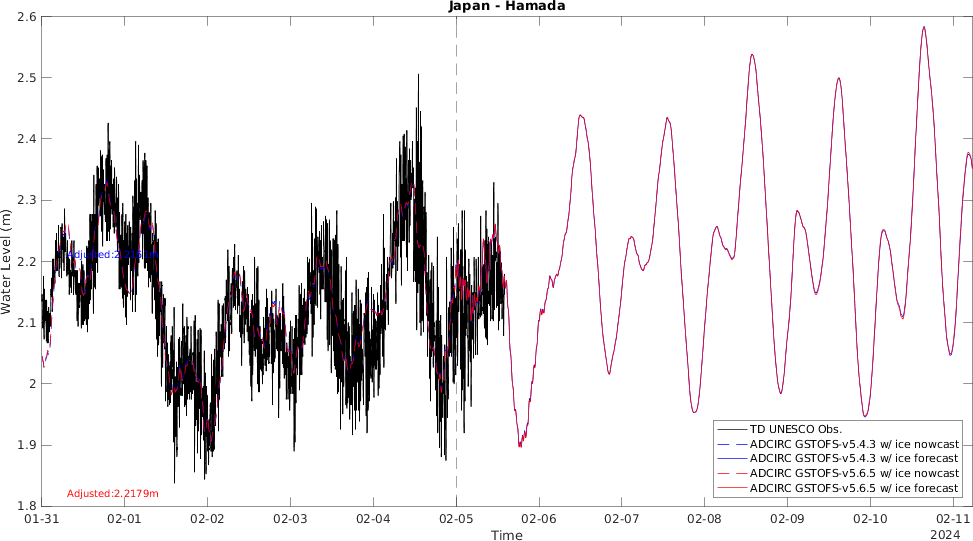 Japan - Hamada
Water Level (m)
2.6
2.5
2.4
2.3
2.2
2.1
2
1.9
1.8
Adjusted:2.2179m
TD UNESCO Obs.
ADCIRC GSTOFS-v5.4.3 w/ ice nowcast
ADCIRC GSTOFS-v5.4.3 w/ ice forecast
ADCIRC GSTOFS-v5.6.5 w/ ice nowcast
ADCIRC GSTOFS-v5.6.5 w/ ice forecast
01-31 02-01 02-02 02-03 02-04 02-05 02-06 02-07 02-08 02-09 02-10 02-11
Time
2024